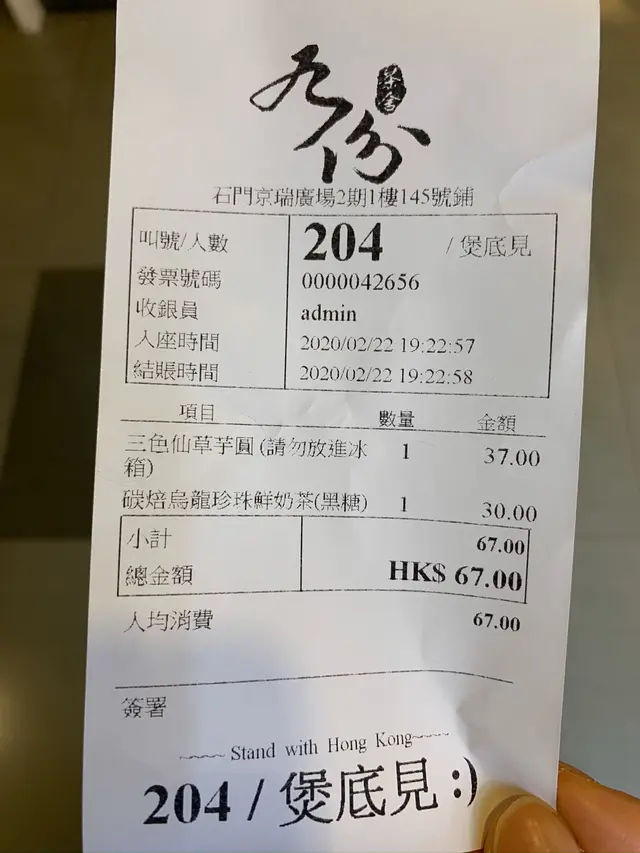 九份
茶舍
石門京瑞廣場2期1樓145號鋪
叫號/人數 204 / 煲底見
發票號碼 0000042656
收銀員 admin
入座時間 2020/02/22 19:22:57
結賬時間 2020/02/22 19:22:58
項目 數量 金額
三色仙草芋圓 (請勿放進冰 1 37.00
箱)
碳焙烏龍珍珠鮮奶茶(黑糖) 1 30.00
小計 67.00
總金額 HK$ 67.00
人均消費 67.00
簽署
~~~~ Stand with Hong Kong~~~~
204 / 煲底見 :)